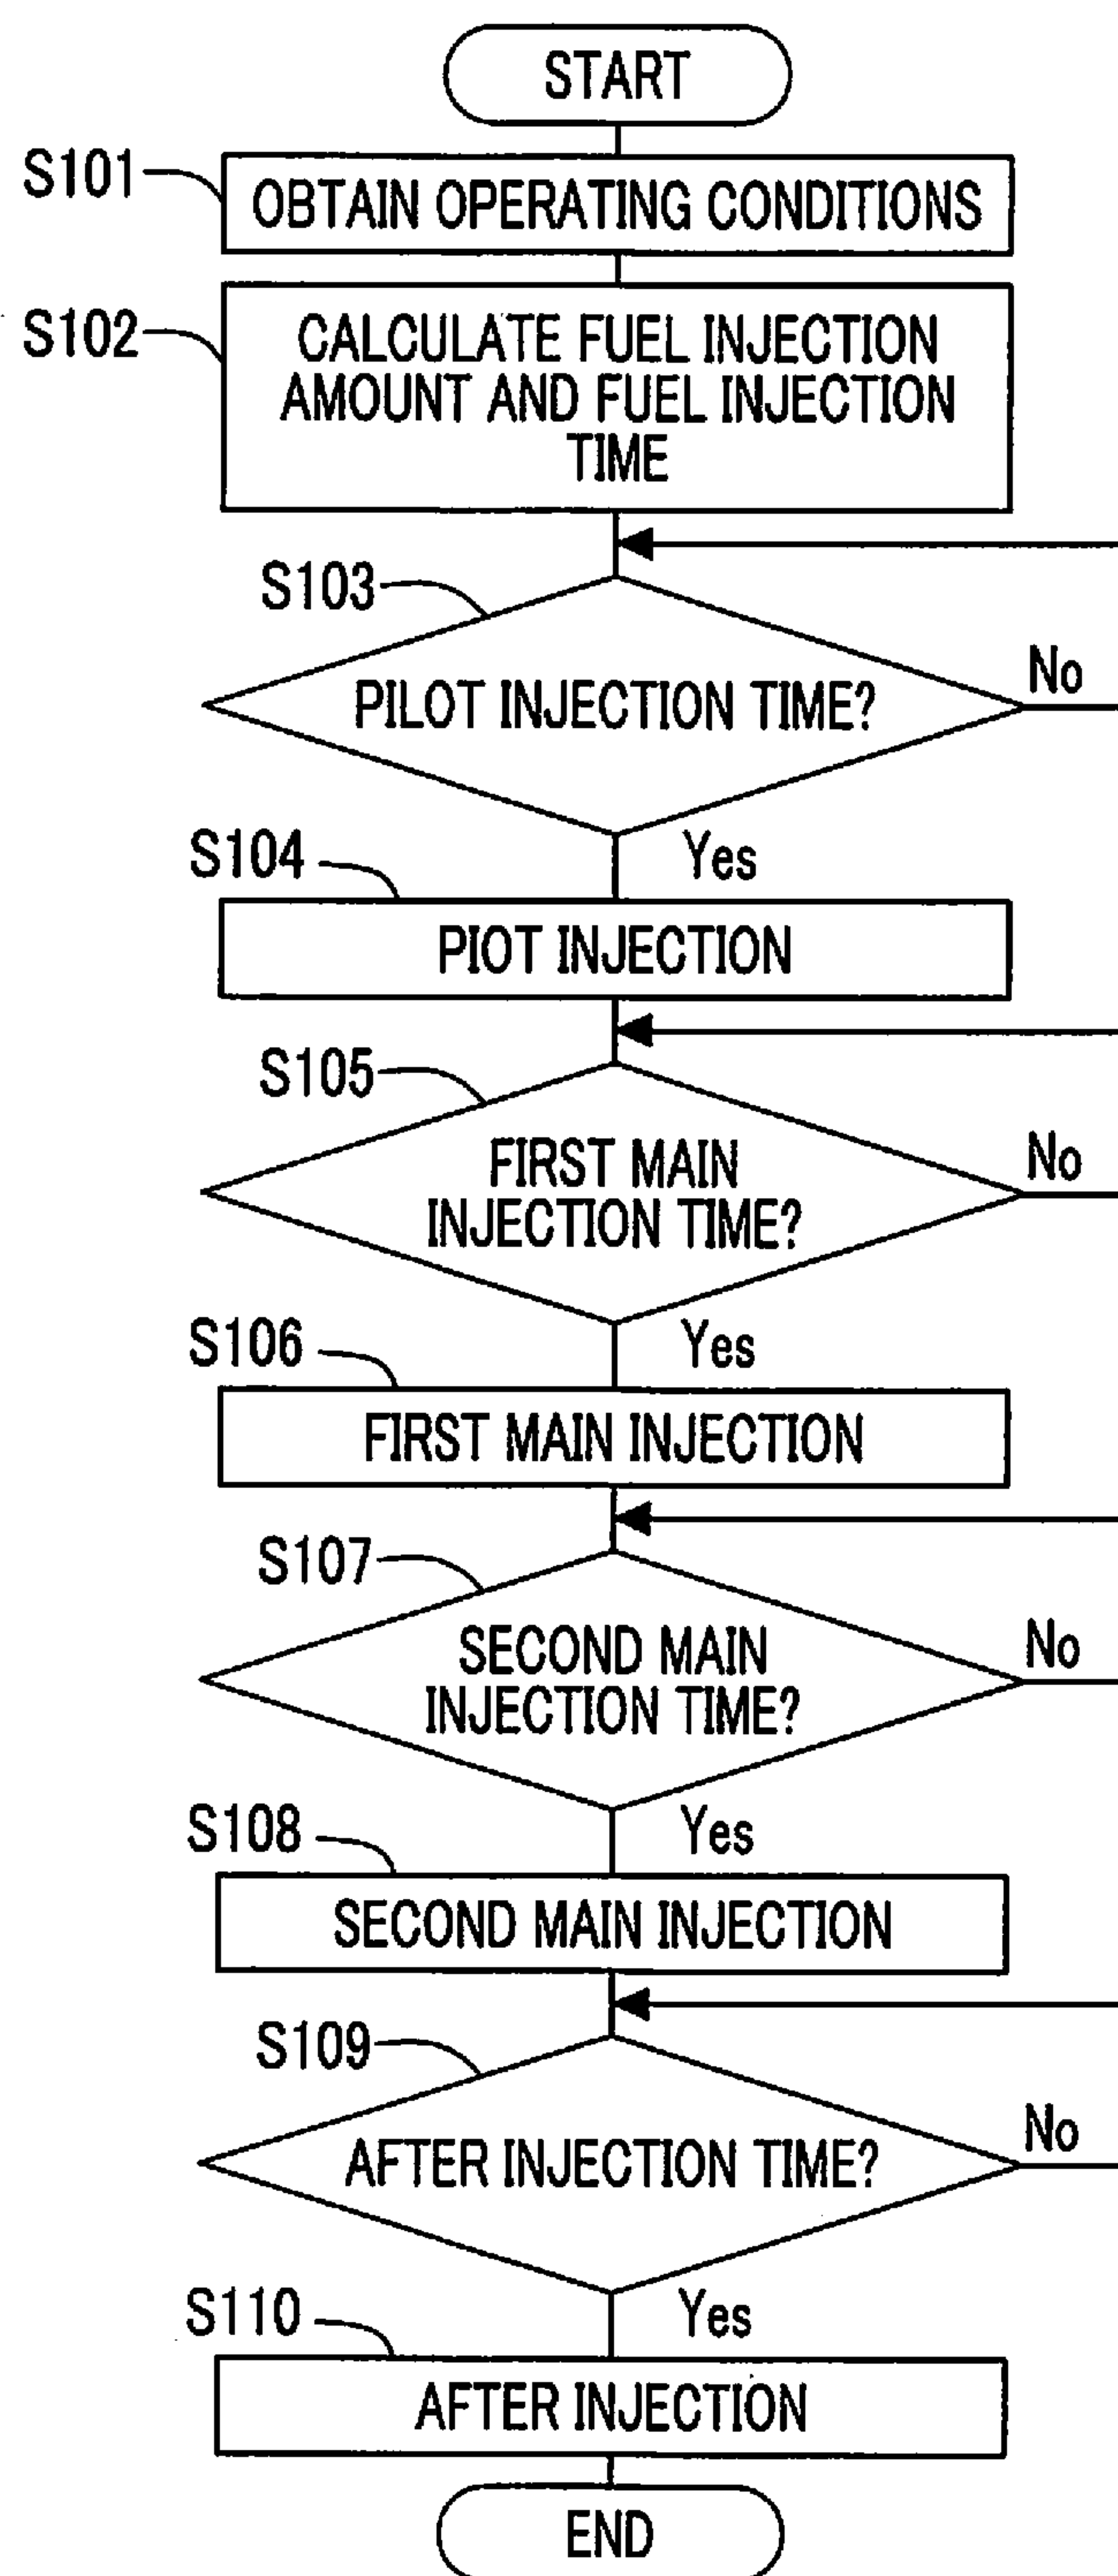 START
S101
OBTAIN OPERATING CONDITIONS
S102
CALCULATE FUEL INJECTION
AMOUNT AND FUEL INJECTION
TIME
S103
PILOT INJECTION TIME?
No
Yes
S104
PIOT INJECTION
S105
FIRST MAIN
INJECTION TIME?
No
Yes
S106
FIRST MAIN INJECTION
S107
SECOND MAIN
INJECTION TIME?
No
Yes
S108
SECOND MAIN INJECTION
S109
AFTER INJECTION TIME?
No
Yes
S110
AFTER INJECTION
END